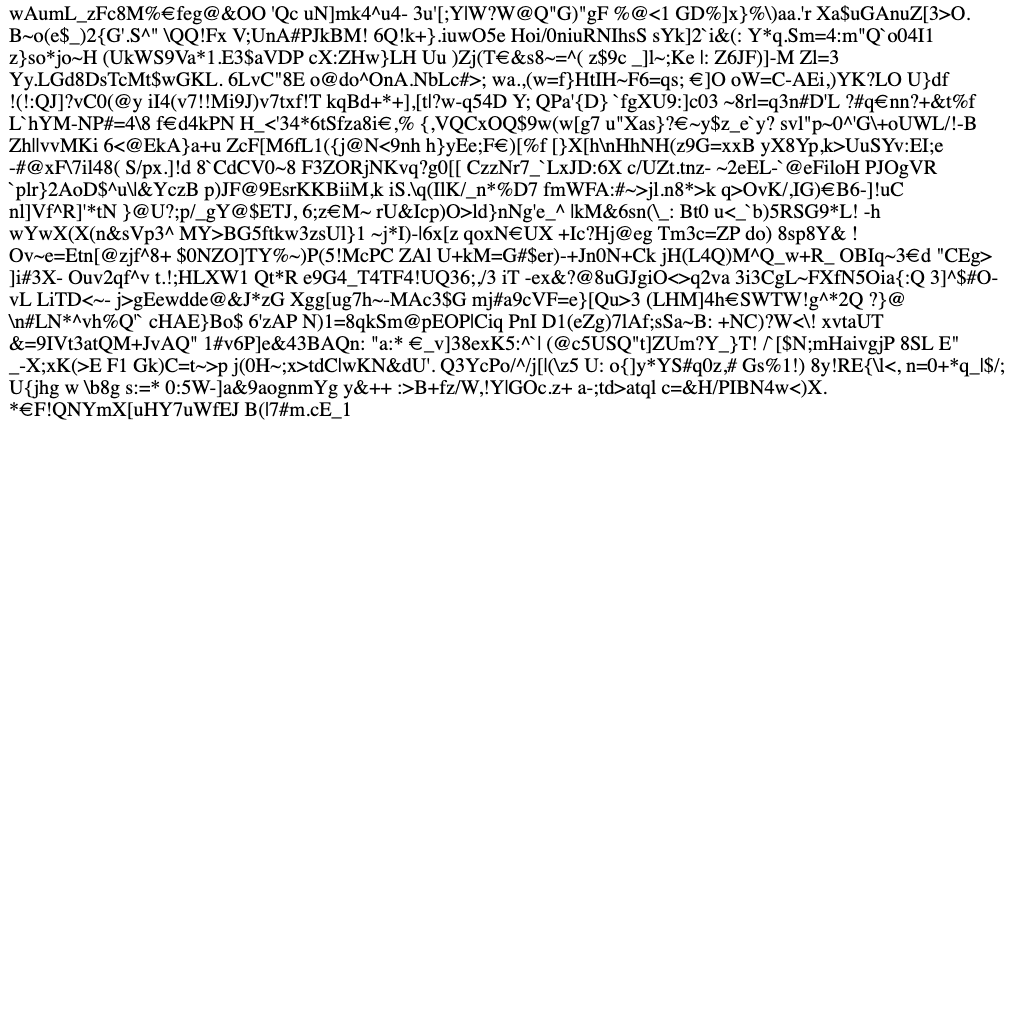 wAumL_zFc8M%€feg@&OO 'Qc uN]mk4^u4- 3u'[;Y|W?W@Q"G)"gF %@<1 GD%]x}%\)aa.'r Xa$uGAnuZ[3>O.
B~o(e$_)2{G'.S^" \QQ!Fx V;UnA#PJkBM! 6Q!k+}.iuwO5e Hoi/0niuRNIhsS sYk]2`i&(: Y*q.Sm=4:m"Q`o04I1
z}so*jo~H (UkWS9Va*1.E3$aVDP cX:ZHw}LH Uu )Zj(T€&s8~=^( z$9c _]l~;Ke |: Z6JF)]-M Zl=3
Yy.LGd8DsTcMt$wGKL. 6LvC"8E o@do^OnA.NbLc#>; wa.,(w=f}HtIH~F6=qs; €]O oW=C-AEi,)YK?LO U}df
!(!:QJ]?vC0(@y iI4(v7!!Mi9J)v7txf!T kqBd+*+],[t|?w-q54D Y; QPa'{D} `fgXU9:]c03 ~8rl=q3n#D'L ?#q€nn?+&t%f
L`hYM-NP#=4\8 f€d4kPN H_<'34*6tSfza8i€,% {,VQCxOQ$9w(w[g7 u"Xas}?€~y$z_e`y? svl"p~0^'G\+oUWL/!-B
Zh||vvMKi 6<@EkA}a+u ZcF[M6fL1({j@N<9nh h}yEe;F€)[%f [}X[h\nHhNH(z9G=xxB yX8Yp,k>UuSYv:EI;e
-#@xF\7il48( S/px.]!d 8`CdCV0~8 F3ZORjNKvq?g0[[ CzzNr7_`LxJD:6X c/UZt.tnz- ~2eEL-`@eFiloH PJOgVR
`plr}2AoD$^u\l&YczB p)JF@9EsrKKBiiM,k iS.\q(IlK/_n*%D7 fmWFA:#~>jl.n8*>k q>OvK/,IG)€B6-]!uC
nl]Vf^R]'*tN }@U?;p/_gY@$ETJ, 6;z€M~ rU&Icp)O>ld}nNg'e_^ |kM&6sn(\_: Bt0 u<_`b)5RSG9*L! -h
wYwX(X(n&sVp3^ MY>BG5ftkw3zsUl}1 ~j*I)-|6x[z qoxN€UX +Ic?Hj@eg Tm3c=ZP do) 8sp8Y& !
Ov~e=Etn[@zjf^8+ $0NZO]TY%~)P(5!McPC ZAl U+kM=G#$er)-+Jn0N+Ck jH(L4Q)M^Q_w+R_ OBIq~3€d "CEg>
]i#3X- Ouv2qf^v t.!;HLXW1 Qt*R e9G4_T4TF4!UQ36;,/3 iT -ex&?@8uGJgiO<>q2va 3i3CgL~FXfN5Oia{:Q 3]^$#O-
vL LiTD<~- j>gEewdde@&J*zG Xgg[ug7h~-MAc3$G mj#a9cVF=e}[Qu>3 (LHM]4h€SWTW!g^*2Q ?}@
\n#LN*^vh%Q" cHAE}Bo$ 6'zAP N)1=8qkSm@pEOP|Ciq PnI D1(eZg)7lAf;sSa~B: +NC)?W<\! xvtaUT
&=9IVt3atQM+JvAQ" 1#v6P]e&43BAQn: "a:* €_v]38exK5:^`| (@c5USQ"t]ZUm?Y_}T! /`[$N;mHaivgjP 8SL E"
_-X;xK(>E F1 Gk)C=t~>p j(0H~;x>tdC|wKN&dU'. Q3YcPo/^/j[|(\z5 U: o{]y*YS#q0z,# Gs%1!) 8y!RE{\l<, n=0+*q_|$/;
U{jhg w \b8g s:=* 0:5W-]a&9aognmYg y&++ :>B+fz/W,!Y|GOc.z+ a-;td>atql c=&H/PIBN4w<)X.
*€F!QNYmX[uHY7uWfEJ B(|7#m.cE_1